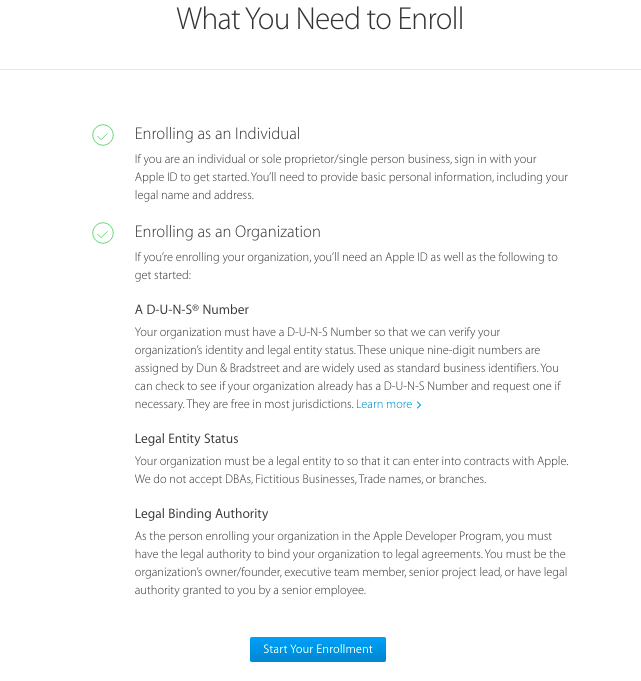 What You Need to Enroll
Enrolling as an Individual
If you are an individual or sole proprietor/single person business, sign in with your
Apple ID to get started. You'll need to provide basic personal information, including your
legal name and address.
Enrolling as an Organization
If you're enrolling your organization, you'll need an Apple ID as well as the following to
get started:
A D-U-N-S® Number
Your organization must have a D-U-N-S Number so that we can verify your
organization's identity and legal entity status. These unique nine-digit numbers are
assigned by Dun & Bradstreet and are widely used as standard business identifiers. You
can check to see if your organization already has a D-U-N-S Number and request one if
necessary. They are free in most jurisdictions. Learn more >
Legal Entity Status
Your organization must be a legal entity to so that it can enter into contracts with Apple.
We do not accept DBAs, Fictitious Businesses, Trade names, or branches.
Legal Binding Authority
As the person enrolling your organization in the Apple Developer Program, you must
have the legal authority to bind your organization to legal agreements. You must be the
organization's owner/founder, executive team member, senior project lead, or have legal
authority granted to you by a senior employee.
Start Your Enrollment